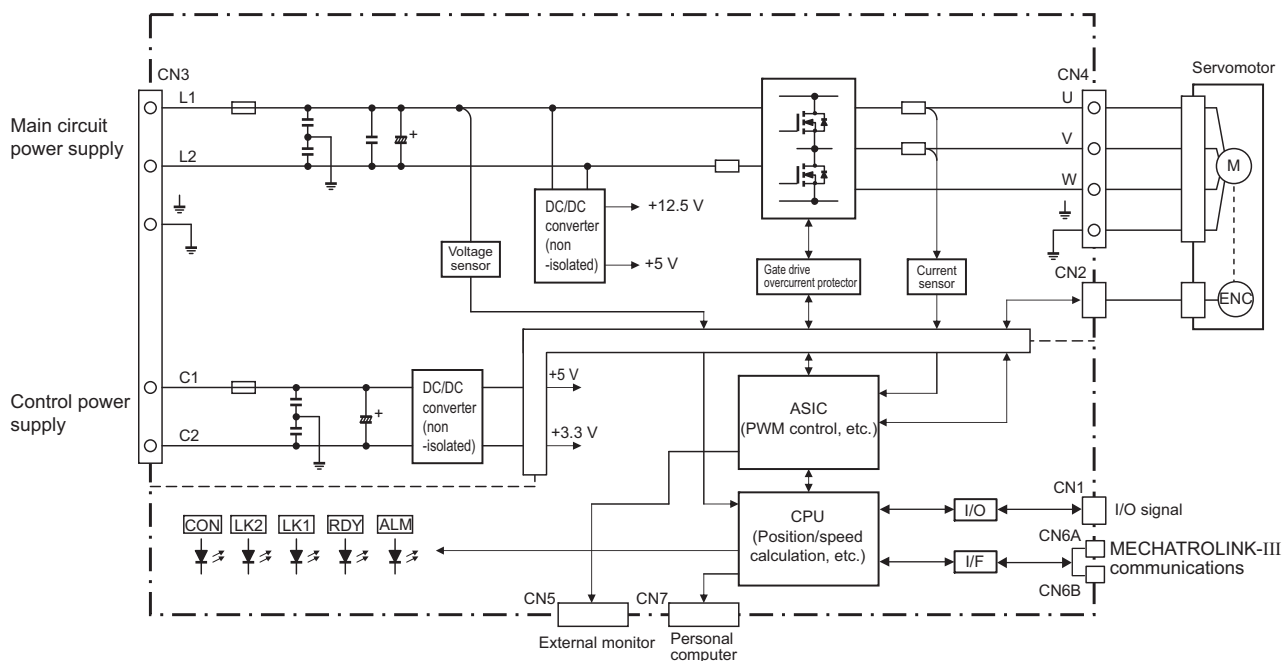 CN3
L1
Main circuit
power supply
L2
+
DC/DC
converter
(non
-isolated)
+12.5 V
+5 V
Voltage
sensor
Gate drive
overcurrent protector
Current
sensor
CN4
U
V
W
Servomotor
M
CN2
ENC
Control power
supply
C1
C2
+
DC/DC
converter
(non
-isolated)
+5 V
+3.3 V
ASIC
(PWM control, etc.)
CPU
(Position/speed
calculation, etc.)
I/O
I/F
CN1
I/O signal
CN6A
MECHATROLINK-III
communications
CN6B
CON
LK2
LK1
RDY
ALM
CN5
External monitor
CN7
Personal
computer